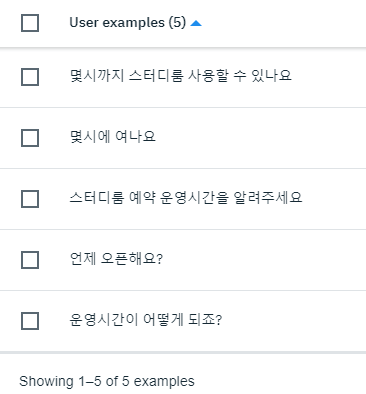 User examples (5)
몇시까지 스터디룸 사용할 수 있나요
몇시에 여나요
스터디룸 예약 운영시간을 알려주세요
언제 오픈해요?
운영시간이 어떻게 되죠?
Showing 1–5 of 5 examples